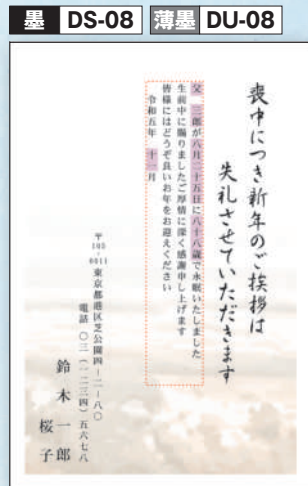 墨 DS-08 薄墨 DU-08
喪中につき新年のご挨拶は
失礼させていただきます
父 三郎が八月二十五日に八十八歳で永眠いたしました
生前中に賜りましたご厚情に深く感謝申し上げます
皆様にはどうぞ良いお年をお迎えください
令和五年 十一月
〒105-0011 東京都港区芝公園四-二-八〇
電話 〇三(一二三四)五六七八
鈴木一郎
桜子